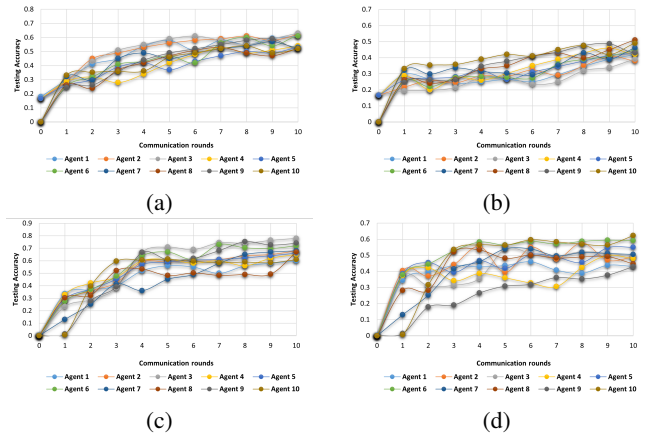 0.8
0.7
0.6
0.5
0.4
0.3
0.2
0.1
0
Testing Accuracy
0 1 2 3 4 5 6 7 8 9 10
Communication rounds
Agent 1 Agent 2 Agent 3 Agent 4 Agent 5
Agent 6 Agent 7 Agent 8 Agent 9 Agent 10
(a)
0.7
0.6
0.5
0.4
0.3
0.2
0.1
0
Testing Accuracy
0 1 2 3 4 5 6 7 8 9 10
Communication rounds
Agent 1 Agent 2 Agent 3 Agent 4 Agent 5
Agent 6 Agent 7 Agent 8 Agent 9 Agent 10
(b)
0.9
0.8
0.7
0.6
0.5
0.4
0.3
0.2
0.1
0
Testing Accuracy
0 1 2 3 4 5 6 7 8 9 10
Communication rounds
Agent 1 Agent 2 Agent 3 Agent 4 Agent 5
Agent 6 Agent 7 Agent 8 Agent 9 Agent 10
(c)
0.7
0.6
0.5
0.4
0.3
0.2
0.1
0
Testing Accuracy
0 1 2 3 4 5 6 7 8 9 10
Communication rounds
Agent 1 Agent 2 Agent 3 Agent 4 Agent 5
Agent 6 Agent 7 Agent 8 Agent 9 Agent 10
(d)